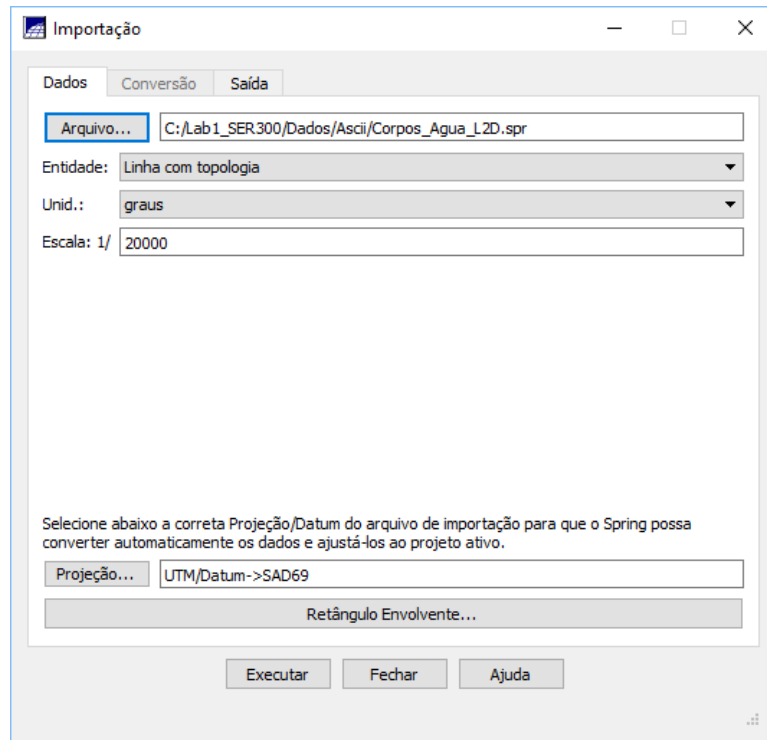 Importação
Dados Conversão Saída
Arquivo... C:/Lab1_SER300/Dados/Ascii/Corpos_Agua_L2D.spr
Entidade: Linha com topologia
Unid.: graus
Escala: 1/ 20000
Selecione abaixo a correta Projeção/Datum do arquivo de importação para que o Spring possa
converter automaticamente os dados e ajustá-los ao projeto ativo.
Projeção... UTM/Datum->SAD69
Retângulo Envolvente...
Executar Fechar Ajuda